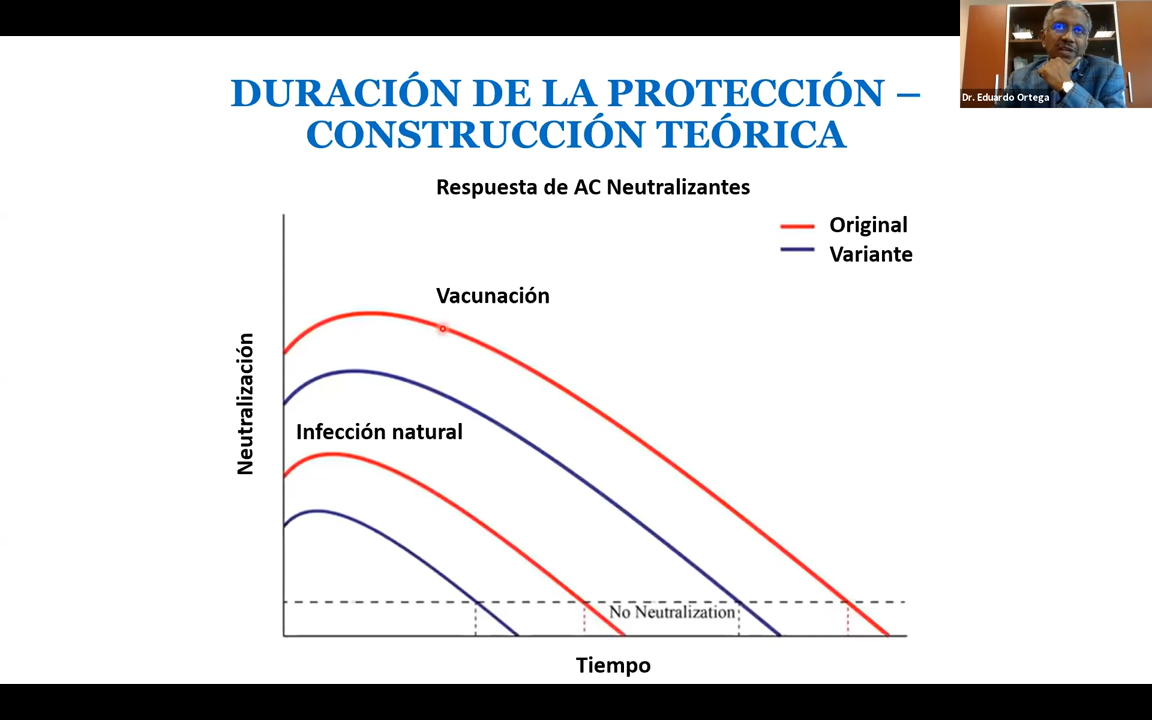 Dr. Eduardo Ortega
DURACIÓN DE LA PROTECCIÓN –
CONSTRUCCIÓN TEÓRICA
Respuesta de AC Neutralizantes
Original
Variante
Vacunación
Neutralización
Infección natural
No Neutralization
Tiempo